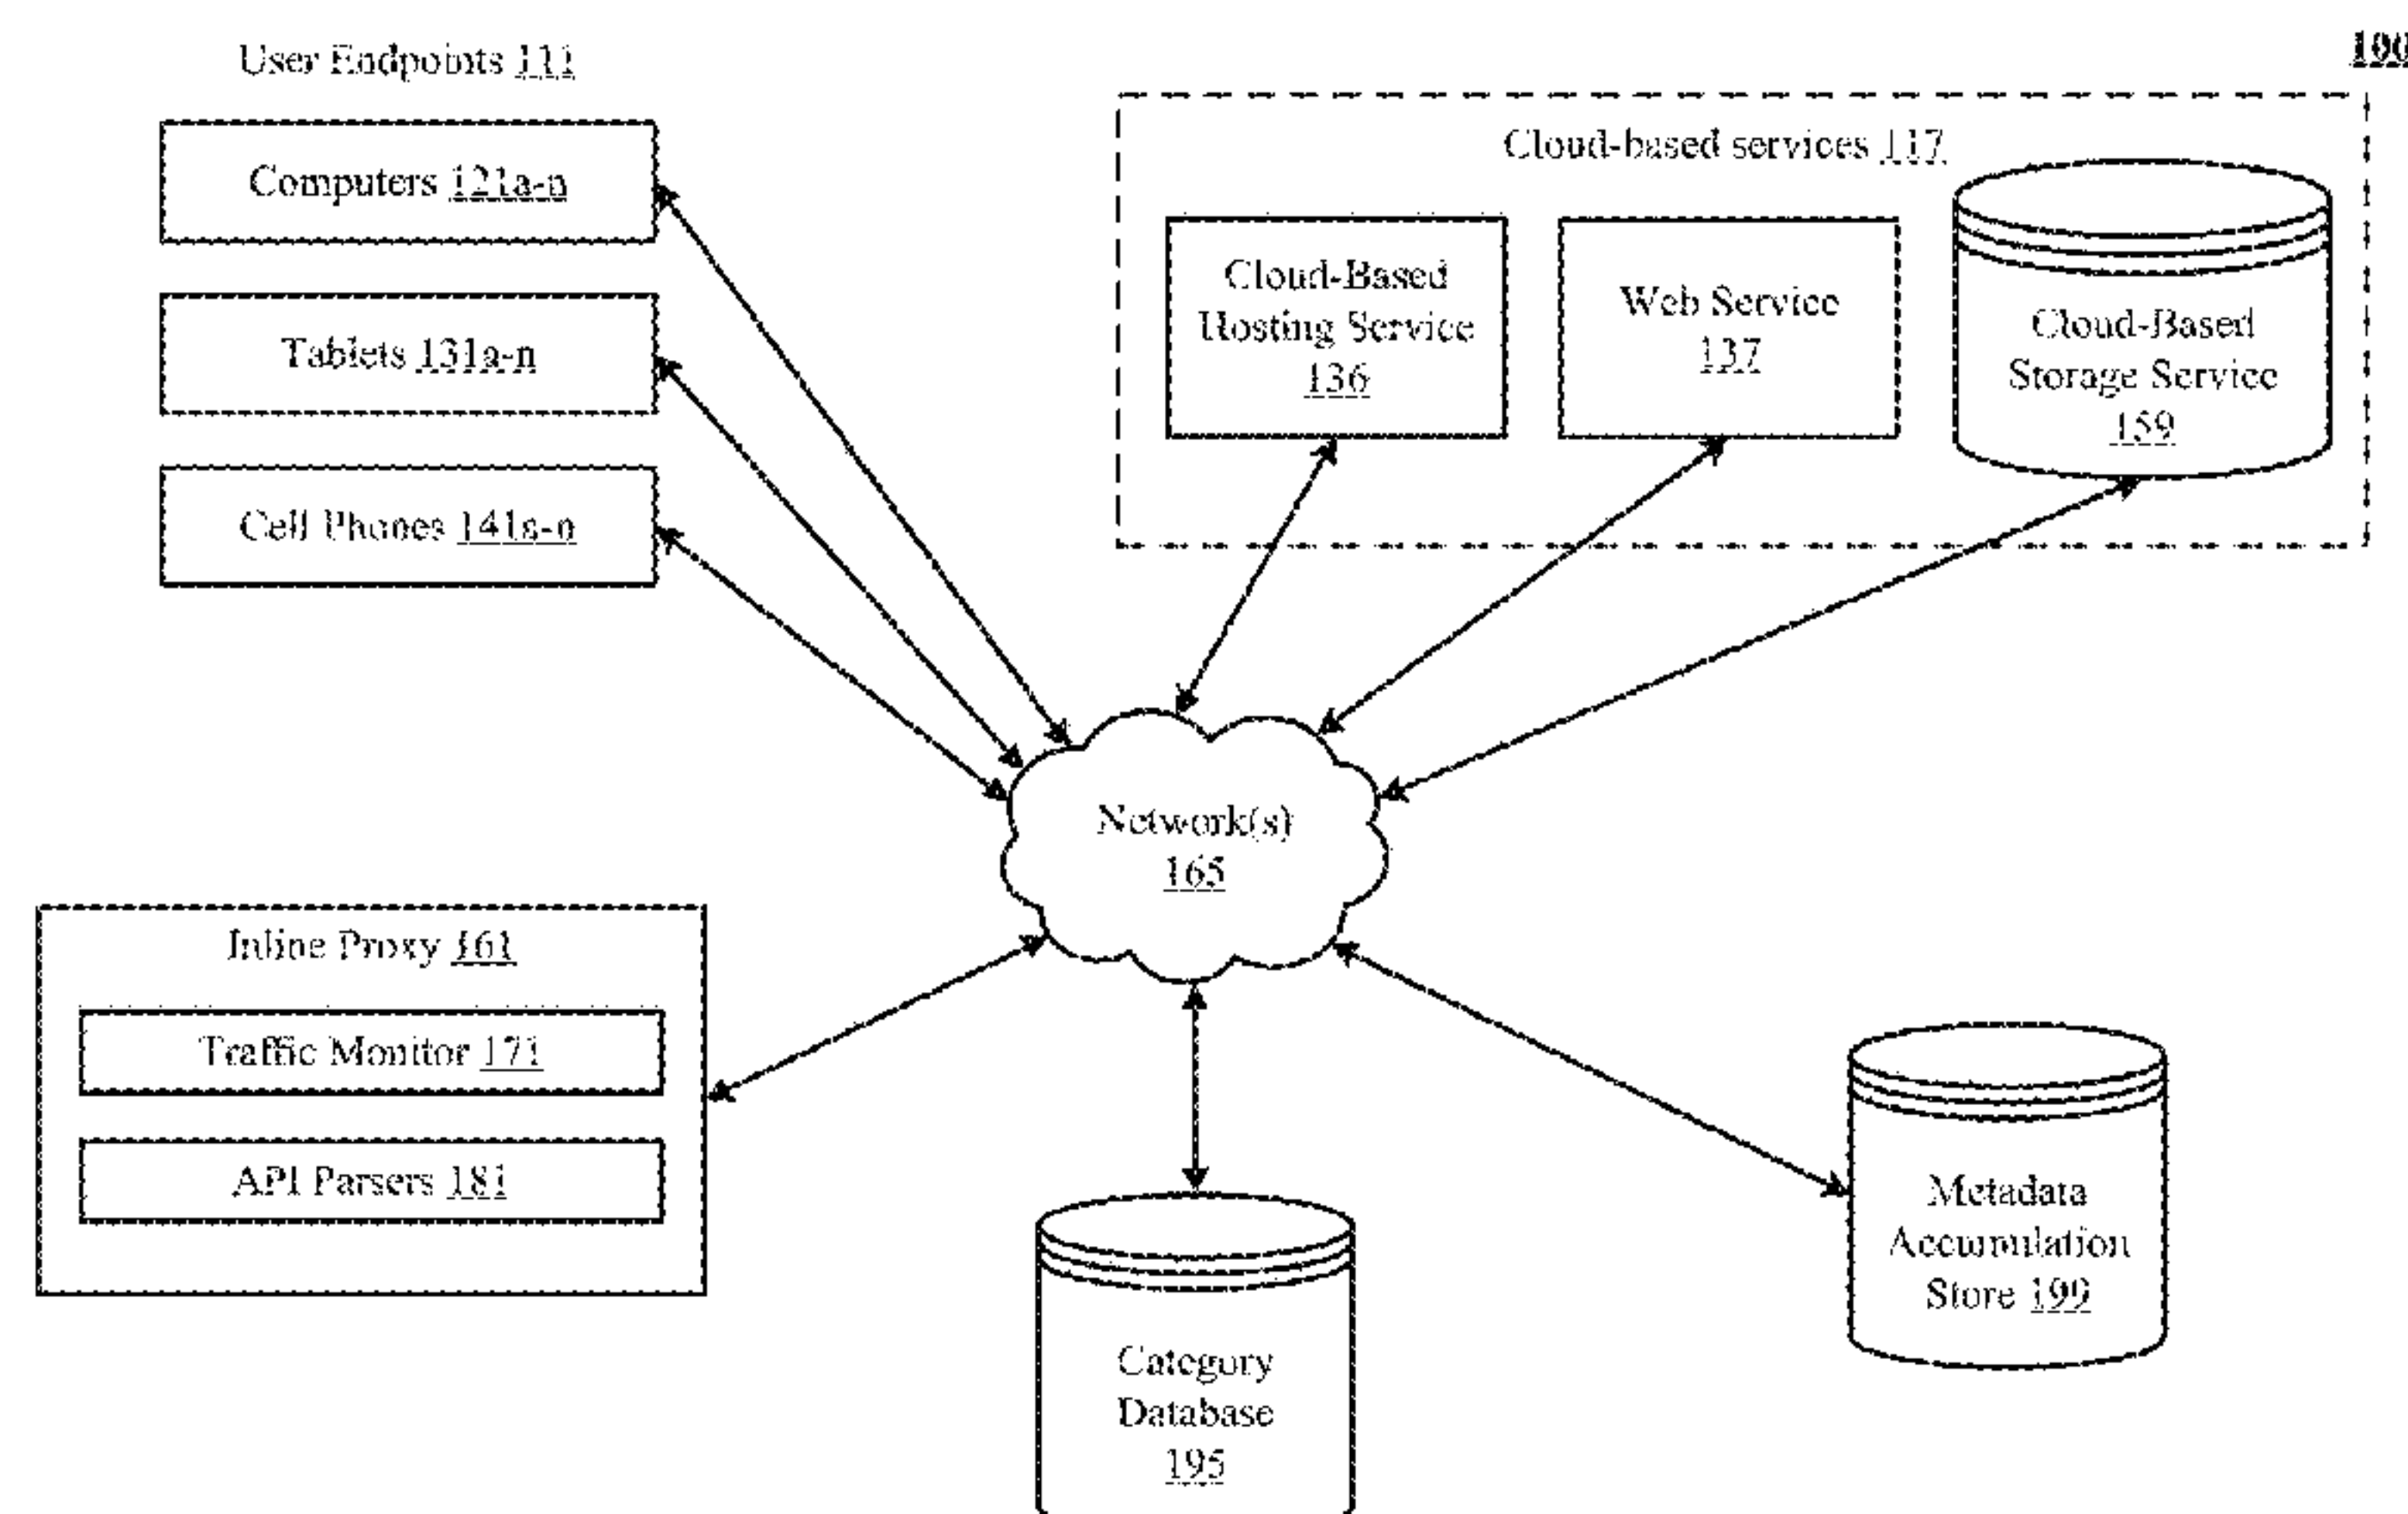 100
User Endpoints 111
Computers 121a-n
Tablets 131a-n
Cell Phones 141a-n
Cloud-based services 117
Cloud-Based
Hosting Service
136
Web Service
137
Cloud-Based
Storage Service
159
Network(s)
165
Inline Proxy 161
Traffic Monitor 171
API Parsers 181
Category
Database
195
Metadata
Accumulation
Store 199